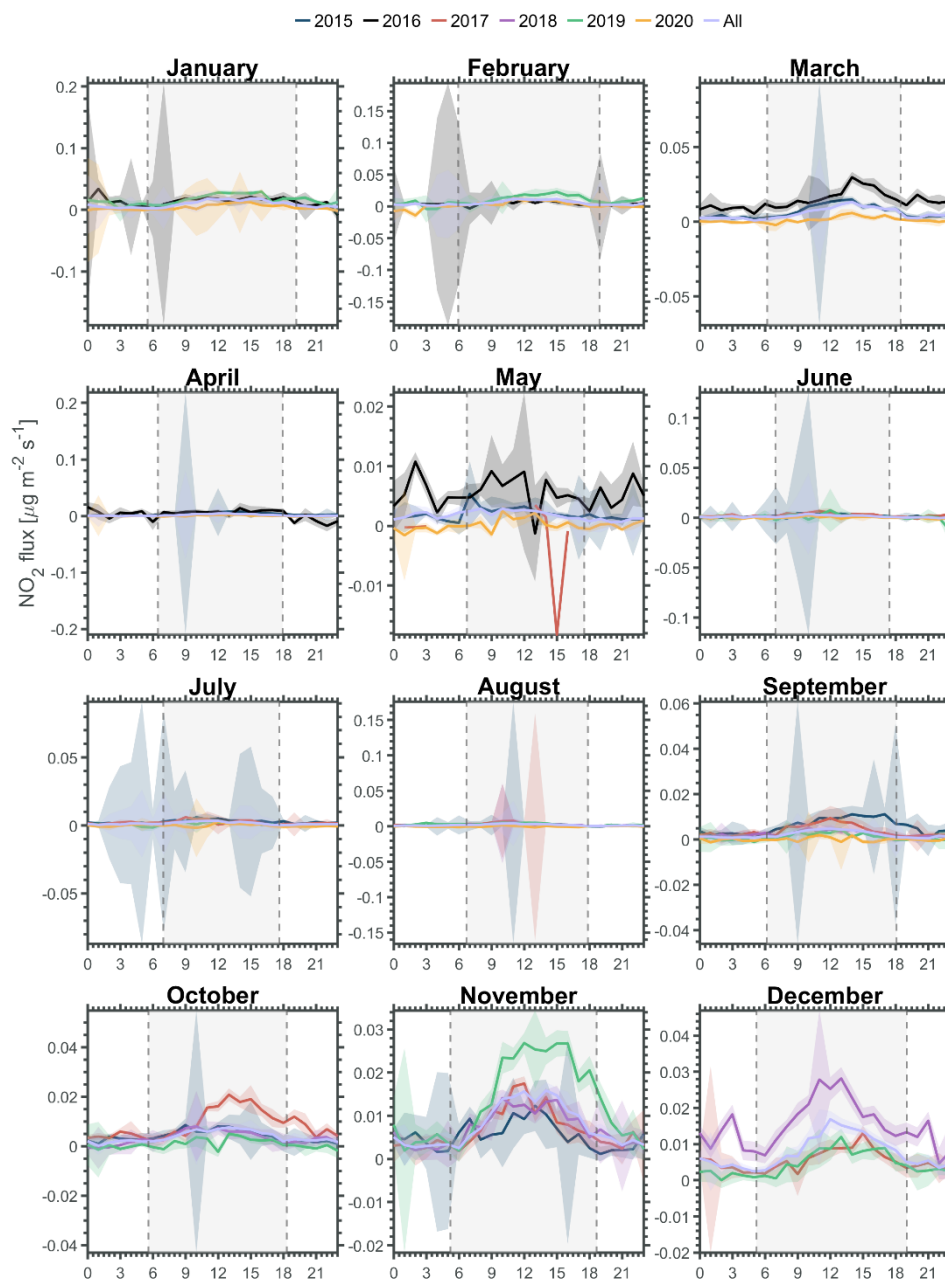 2015 2016 2017 2018 2019 2020 All
January February March
0.2 0.1 0 -0.1
0.15 0.1 0.05 0 -0.05 -0.1 -0.15
0.05 0 -0.05
0 3 6 9 12 15 18 21 0 3 6 9 12 15 18 21 0 3 6 9 12 15 18 21
April May June
NO2 flux [μg m-2 s-1]
0.2 0.1 0 -0.1 -0.2
0.02 0.01 0 -0.01
0.1 0.05 0 -0.05 -0.1
0 3 6 9 12 15 18 21 0 3 6 9 12 15 18 21 0 3 6 9 12 15 18 21
July August September
0.05 0 -0.05
0.15 0.1 0.05 0 -0.05 -0.1 -0.15
0.06 0.04 0.02 0 -0.02 -0.04
0 3 6 9 12 15 18 21 0 3 6 9 12 15 18 21 0 3 6 9 12 15 18 21
October November December
0.04 0.02 0 -0.02 -0.04
0.03 0.02 0.01 0 -0.01 -0.02
0.04 0.03 0.02 0.01 0 -0.01 -0.02
0 3 6 9 12 15 18 21 0 3 6 9 12 15 18 21 0 3 6 9 12 15 18 21